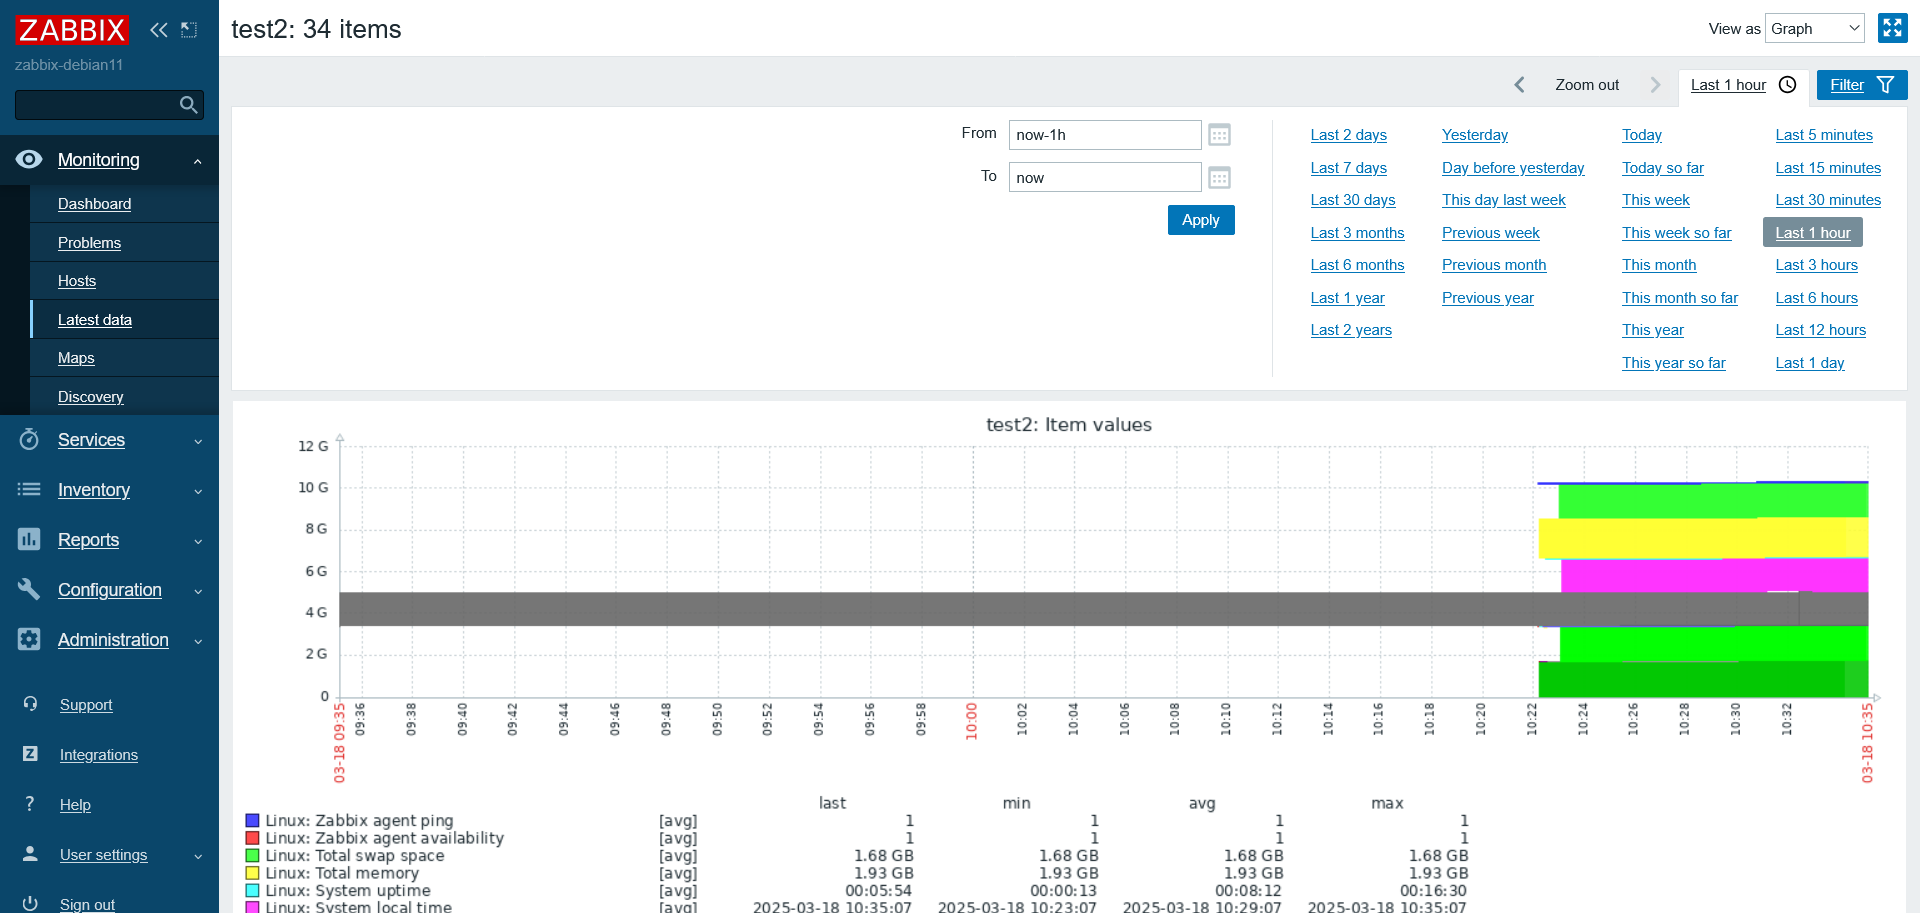 ZABBIX
test2: 34 items
View as Graph
zabbix-debian11
Zoom out Last 1 hour Filter
From now-1h
To now
Apply
Last 2 days Yesterday Today Last 5 minutes
Last 7 days Day before yesterday Today so far Last 15 minutes
Last 30 days This day last week This week Last 30 minutes
Last 3 months Previous week This week so far Last 1 hour
Last 6 months Previous month This month Last 3 hours
Last 1 year Previous year This month so far Last 6 hours
Last 2 years This year Last 12 hours
This year so far Last 1 day
Monitoring
Dashboard
Problems
Hosts
Latest data
Maps
Discovery
Services
Inventory
Reports
Configuration
Administration
Support
Integrations
Help
User settings
Sign out
test2: Item values
12 G
10 G
8 G
6 G
4 G
2 G
0
03-18 09:35 09:36 09:38 09:40 09:42 09:44 09:46 09:48 09:50 09:52 09:54 09:56 09:58 10:00 10:02 10:04 10:06 10:08 10:10 10:12 10:14 10:16 10:18 10:20 10:22 10:24 10:26 10:28 10:30 10:32 03-18 10:35
last min avg max
Linux: Zabbix agent ping [avg] 1 1 1 1
Linux: Zabbix agent availability [avg] 1 1 1 1
Linux: Total swap space [avg] 1.68 GB 1.68 GB 1.68 GB 1.68 GB
Linux: Total memory [avg] 1.93 GB 1.93 GB 1.93 GB 1.93 GB
Linux: System uptime [avg] 00:05:54 00:00:13 00:08:12 00:16:30
Linux: System local time [avg] 2025-03-18 10:35:07 2025-03-18 10:23:07 2025-03-18 10:29:07 2025-03-18 10:35:07